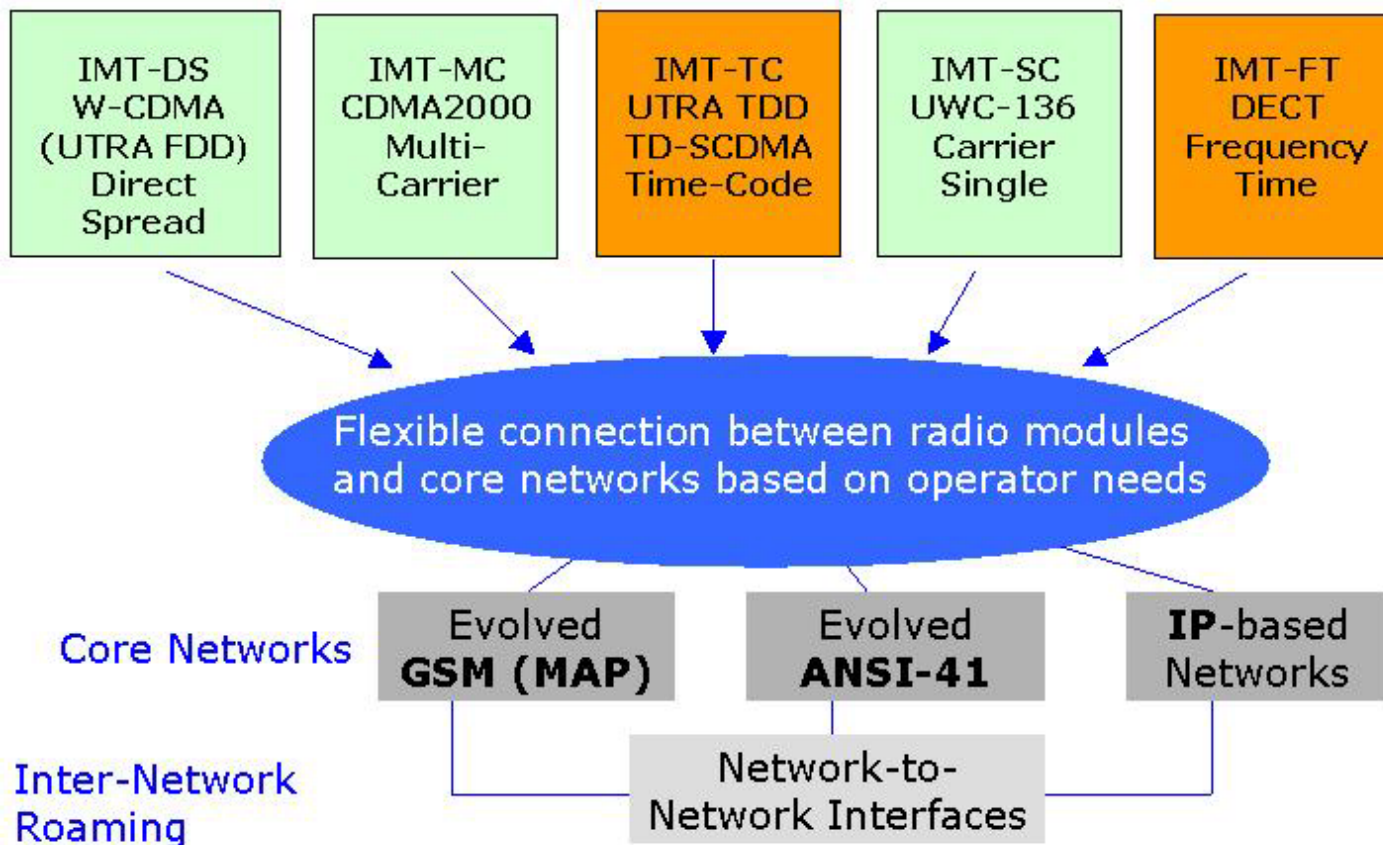 IMT-DS
W-CDMA
(UTRA FDD)
Direct
Spread
IMT-MC
CDMA2000
Multi-
Carrier
IMT-TC
UTRA TDD
TD-SCDMA
Time-Code
IMT-SC
UWC-136
Carrier
Single
IMT-FT
DECT
Frequency
Time
Flexible connection between radio modules
and core networks based on operator needs
Core Networks
Evolved
GSM (MAP)
Evolved
ANSI-41
IP-based
Networks
Inter-Network
Roaming
Network-to-
Network Interfaces